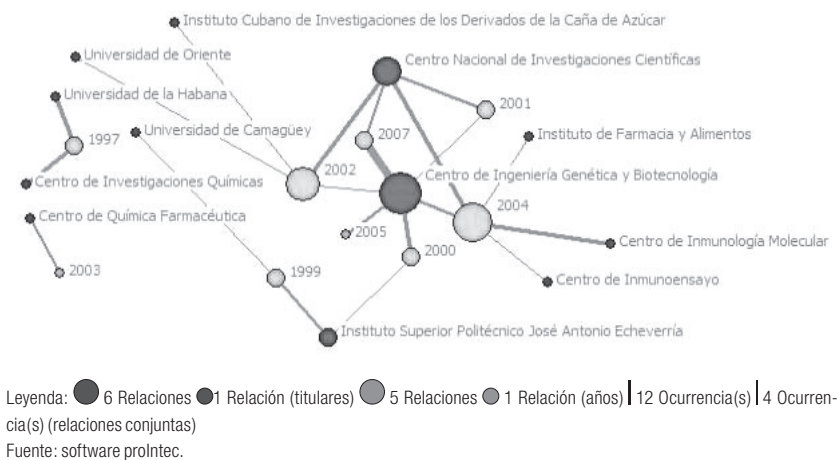 Instituto Cubano de Investigaciones de los Derivados de la Caña de Azúcar
Universidad de Oriente
Centro Nacional de Investigaciones Científicas
Universidad de la Habana
2001
1997
Universidad de Camagüey
2007
Instituto de Farmacia y Alimentos
2002
Centro de Ingeniería Genética y Biotecnología
Centro de Investigaciones Químicas
2004
Centro de Química Farmacéutica
2005
Centro de Inmunología Molecular
2000
2003
1999
Centro de Inmunoensayo
Instituto Superior Politécnico José Antonio Echeverría
Leyenda: 6 Relaciones 1 Relación (titulares) 5 Relaciones 1 Relación (años) 12 Ocurrencia(s) 4 Ocurren-
cia(s) (relaciones conjuntas)
Fuente: software proIntec.